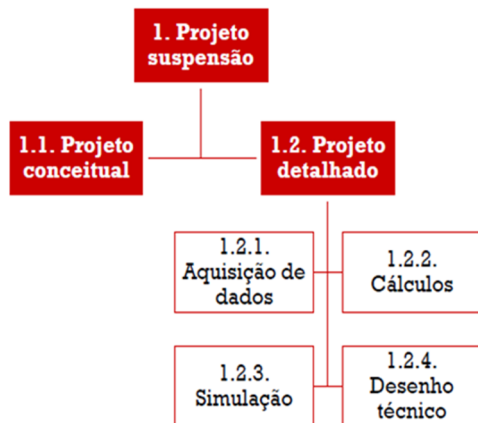 1. Projeto
suspensão
1.1. Projeto
conceitual
1.2. Projeto
detalhado
1.2.1.
Aquisição de
dados
1.2.2.
Cálculos
1.2.3.
Simulação
1.2.4.
Desenho
técnico